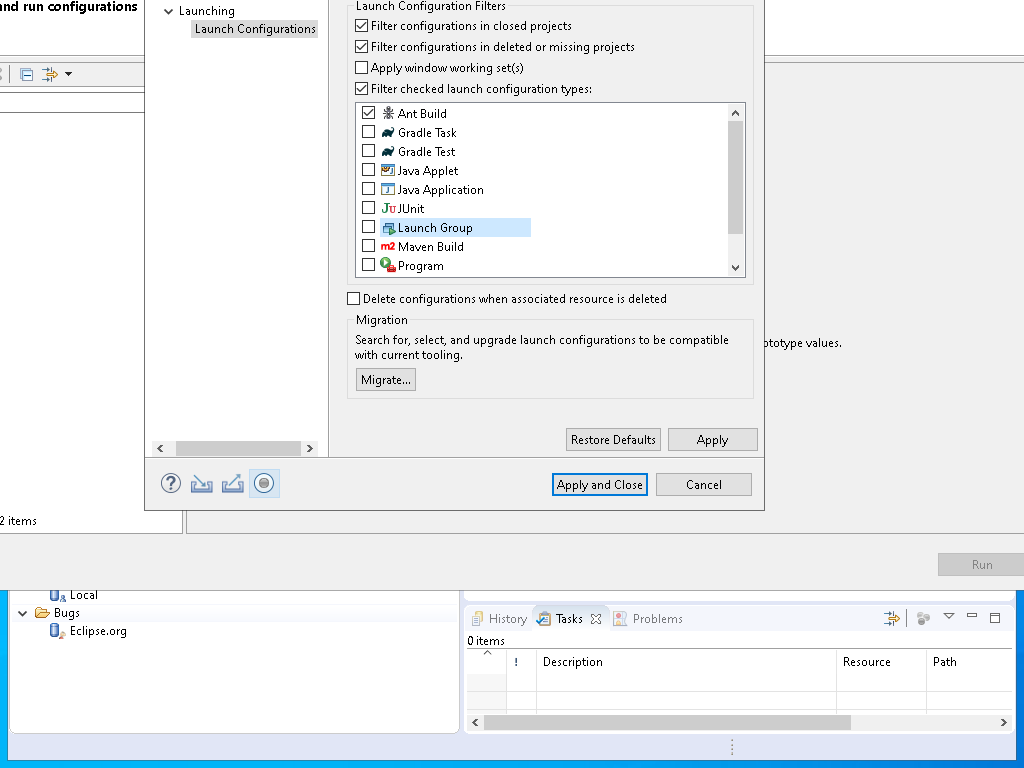 and run configurations
Launching
Launch Configurations
Launch Configuration Filters
Filter configurations in closed projects
Filter configurations in deleted or missing projects
Apply window working set(s)
Filter checked launch configuration types:
Ant Build
Gradle Task
Gradle Test
Java Applet
Java Application
JUnit
Launch Group
Maven Build
Program
Delete configurations when associated resource is deleted
Migration
Search for, select, and upgrade launch configurations to be compatible
with current tooling.
Migrate...
ototype values.
Restore Defaults
Apply
Apply and Close
Cancel
2 items
Run
Local
Bugs
Eclipse.org
History
Tasks
Problems
0 items
!
Description
Resource
Path